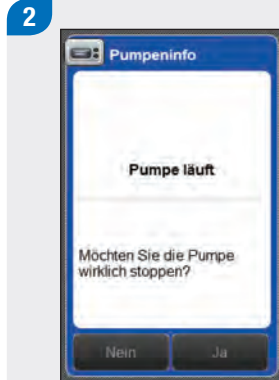 2
Pumpeninfo
Pumpe läuft
Möchten Sie die Pumpe
wirklich stoppen?
Nein
Ja